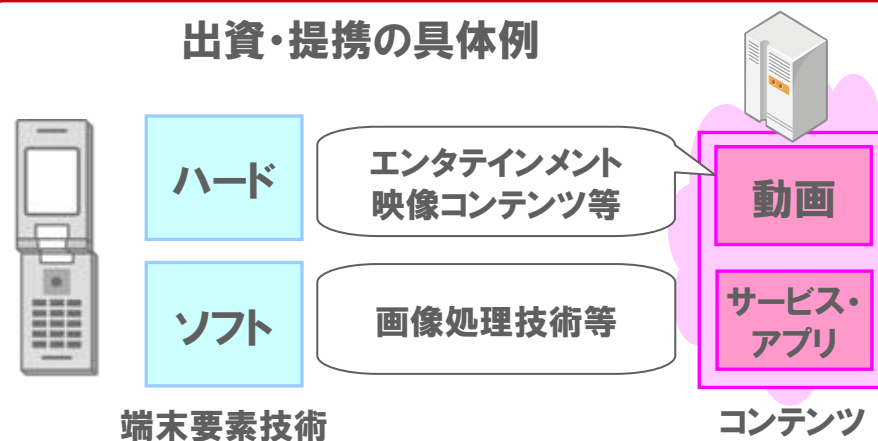 出資・提携の具体例
ハード
エンタテインメント
映像コンテンツ等
動画
ソフト
画像処理技術等
サービス・
アプリ
端末要素技術
コンテンツ